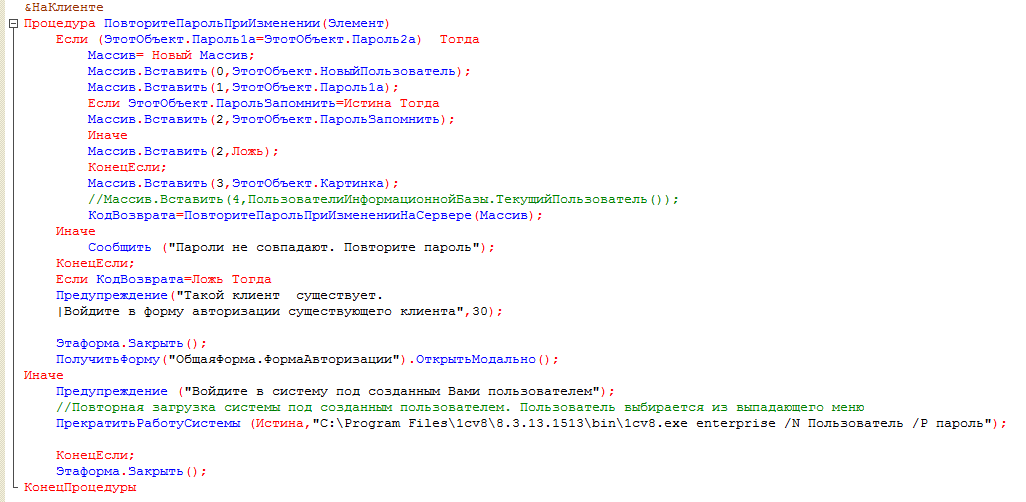 &НаКлиенте
Процедура ПовторитеПарольПриИзменении(Элемент)
Если (ЭтотОбъект.Пароль1а=ЭтотОбъект.Пароль2а)  Тогда
Массив= Новый Массив;
Массив.Вставить(0,ЭтотОбъект.НовыйПользователь);
Массив.Вставить(1,ЭтотОбъект.Пароль1а);
Если ЭтотОбъект.ПарольЗапомнить=Истина Тогда
Массив.Вставить(2,ЭтотОбъект.ПарольЗапомнить);
Иначе
Массив.Вставить(2,Ложь);
КонецЕсли;
Массив.Вставить(3,ЭтотОбъект.Картинка);
//Массив.Вставить(4,ПользователиИнформационнойБазы.ТекущийПользователь());
КодВозврата=ПовторитеПарольПриИзмененииНаСервере(Массив);
Иначе
Сообщить ("Пароли не совпадают. Повторите пароль");
КонецЕсли;
Если КодВозврата=Ложь Тогда
Предупреждение("Такой клиент  существует.
|Войдите в форму авторизации существующего клиента",30);
Этаформа.Закрыть();
ПолучитьФорму("ОбщаяФорма.ФормаАвторизации").ОткрытьМодально();
Иначе
Предупреждение ("Войдите в систему под созданным Вами пользователем");
//Повторная загрузка системы под созданным пользователем. Пользователь выбирается из выпадающего меню
ПрекратитьРаботуСистемы (Истина,"C:\Program Files\1cv8\8.3.13.1513\bin\1cv8.exe enterprise /N Пользователь /P пароль");
КонецЕсли;
Этаформа.Закрыть();
КонецПроцедуры